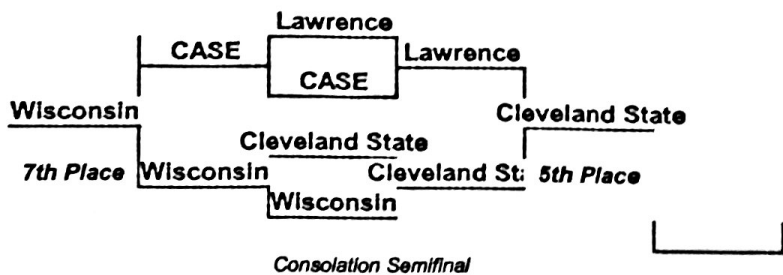 Lawrence
CASE
Lawrence
CASE
Wisconsin
Cleveland State
Cleveland State
7th Place
Wisconsin
Cleveland St
5th Place
Wisconsin
Consolation Semifinal